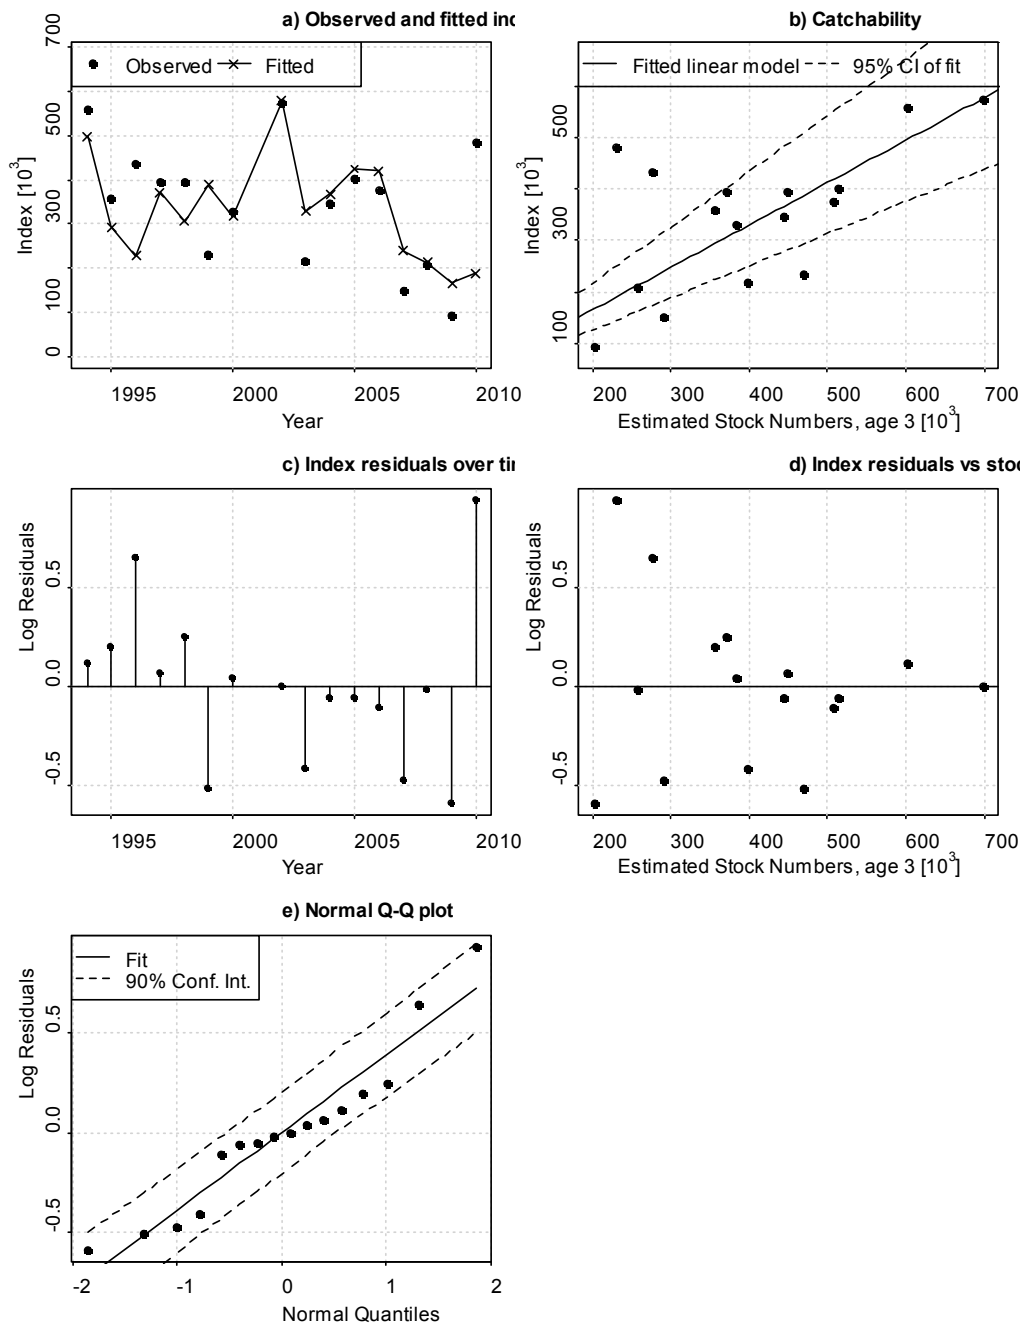 a) Observed and fitted ind
Observed Fitted
Index [10³]
0 100 300 500 700
1995 2000 2005 2010
Year
b) Catchability
Fitted linear model 95% CI of fit
Index [10³]
100 300 500
200 300 400 500 600 700
Estimated Stock Numbers, age 3 [10³]
c) Index residuals over tim
Log Residuals
-0.5 0.0 0.5
1995 2000 2005 2010
Year
d) Index residuals vs stoc
Log Residuals
-0.5 0.0 0.5
200 300 400 500 600 700
Estimated Stock Numbers, age 3 [10³]
e) Normal Q-Q plot
Fit
90% Conf. Int.
Log Residuals
-0.5 0.0 0.5
-2 -1 0 1 2
Normal Quantiles